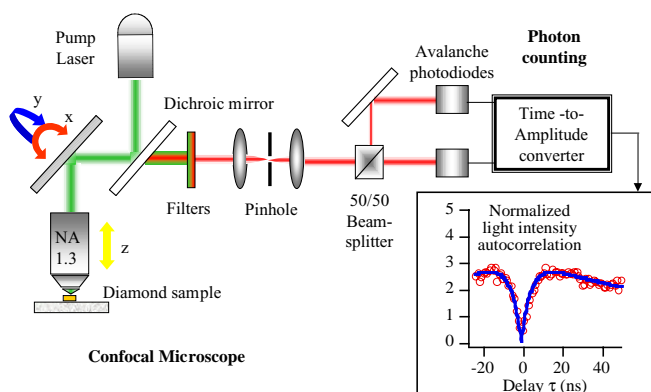 Pump
Laser
Photon
counting
Avalanche
photodiodes
Dichroic mirror
y
x
Time -to-
Amplitude
converter
Filters
Pinhole
50/50
Beam-
splitter
NA
1.3
z
Diamond sample
Confocal Microscope
Normalized
light intensity
autocorrelation
5
4
3
2
1
0
-20 0 20 40
Delay τ (ns)